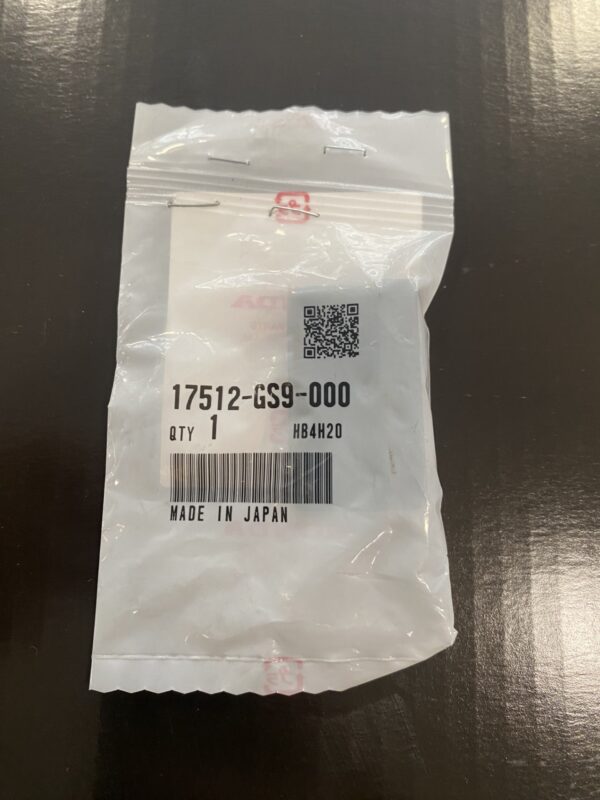 17512-GS9-000
QTY 1 HB4H20
MADE IN JAPAN